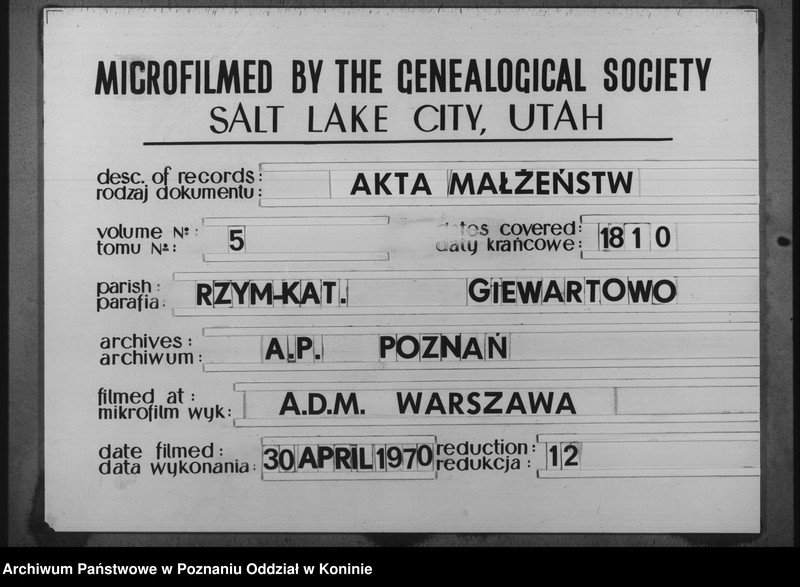 MICROFILMED BY THE GENEALOGICAL SOCIETY
SALT LAKE CITY, UTAH
desc. of records:
rodzaj dokumentu:
AKTA MAŁŻEŃSTW
volume №:
tomu №:
5
dates covered:
daty krańcowe:
1810
parish:
parafia:
RZYM-KAT. GIEWARTOWO
archives:
archiwum:
A.P. POZNAŃ
filmed at:
mikrofilm wyk:
A.D.M. WARSZAWA
date filmed:
data wykonania:
30 APRIL 1970
reduction:
redukcja:
12
Archiwum Państwowe w Poznaniu Oddział w Koninie